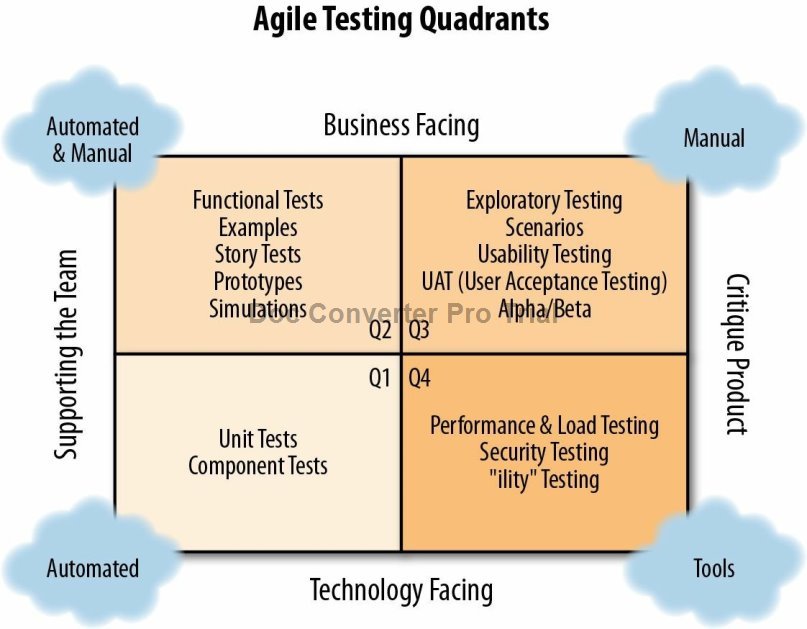 Agile Testing Quadrants
Automated
& Manual
Business Facing
Manual
Functional Tests
Examples
Story Tests
Prototypes
Simulations
Q2
Exploratory Testing
Scenarios
Usability Testing
UAT (User Acceptance Testing)
Alpha/Beta
Q3
Doc Converter Pro Trial
Supporting the Team
Critique Product
Q1
Unit Tests
Component Tests
Q4
Performance & Load Testing
Security Testing
"ility" Testing
Automated
Technology Facing
Tools